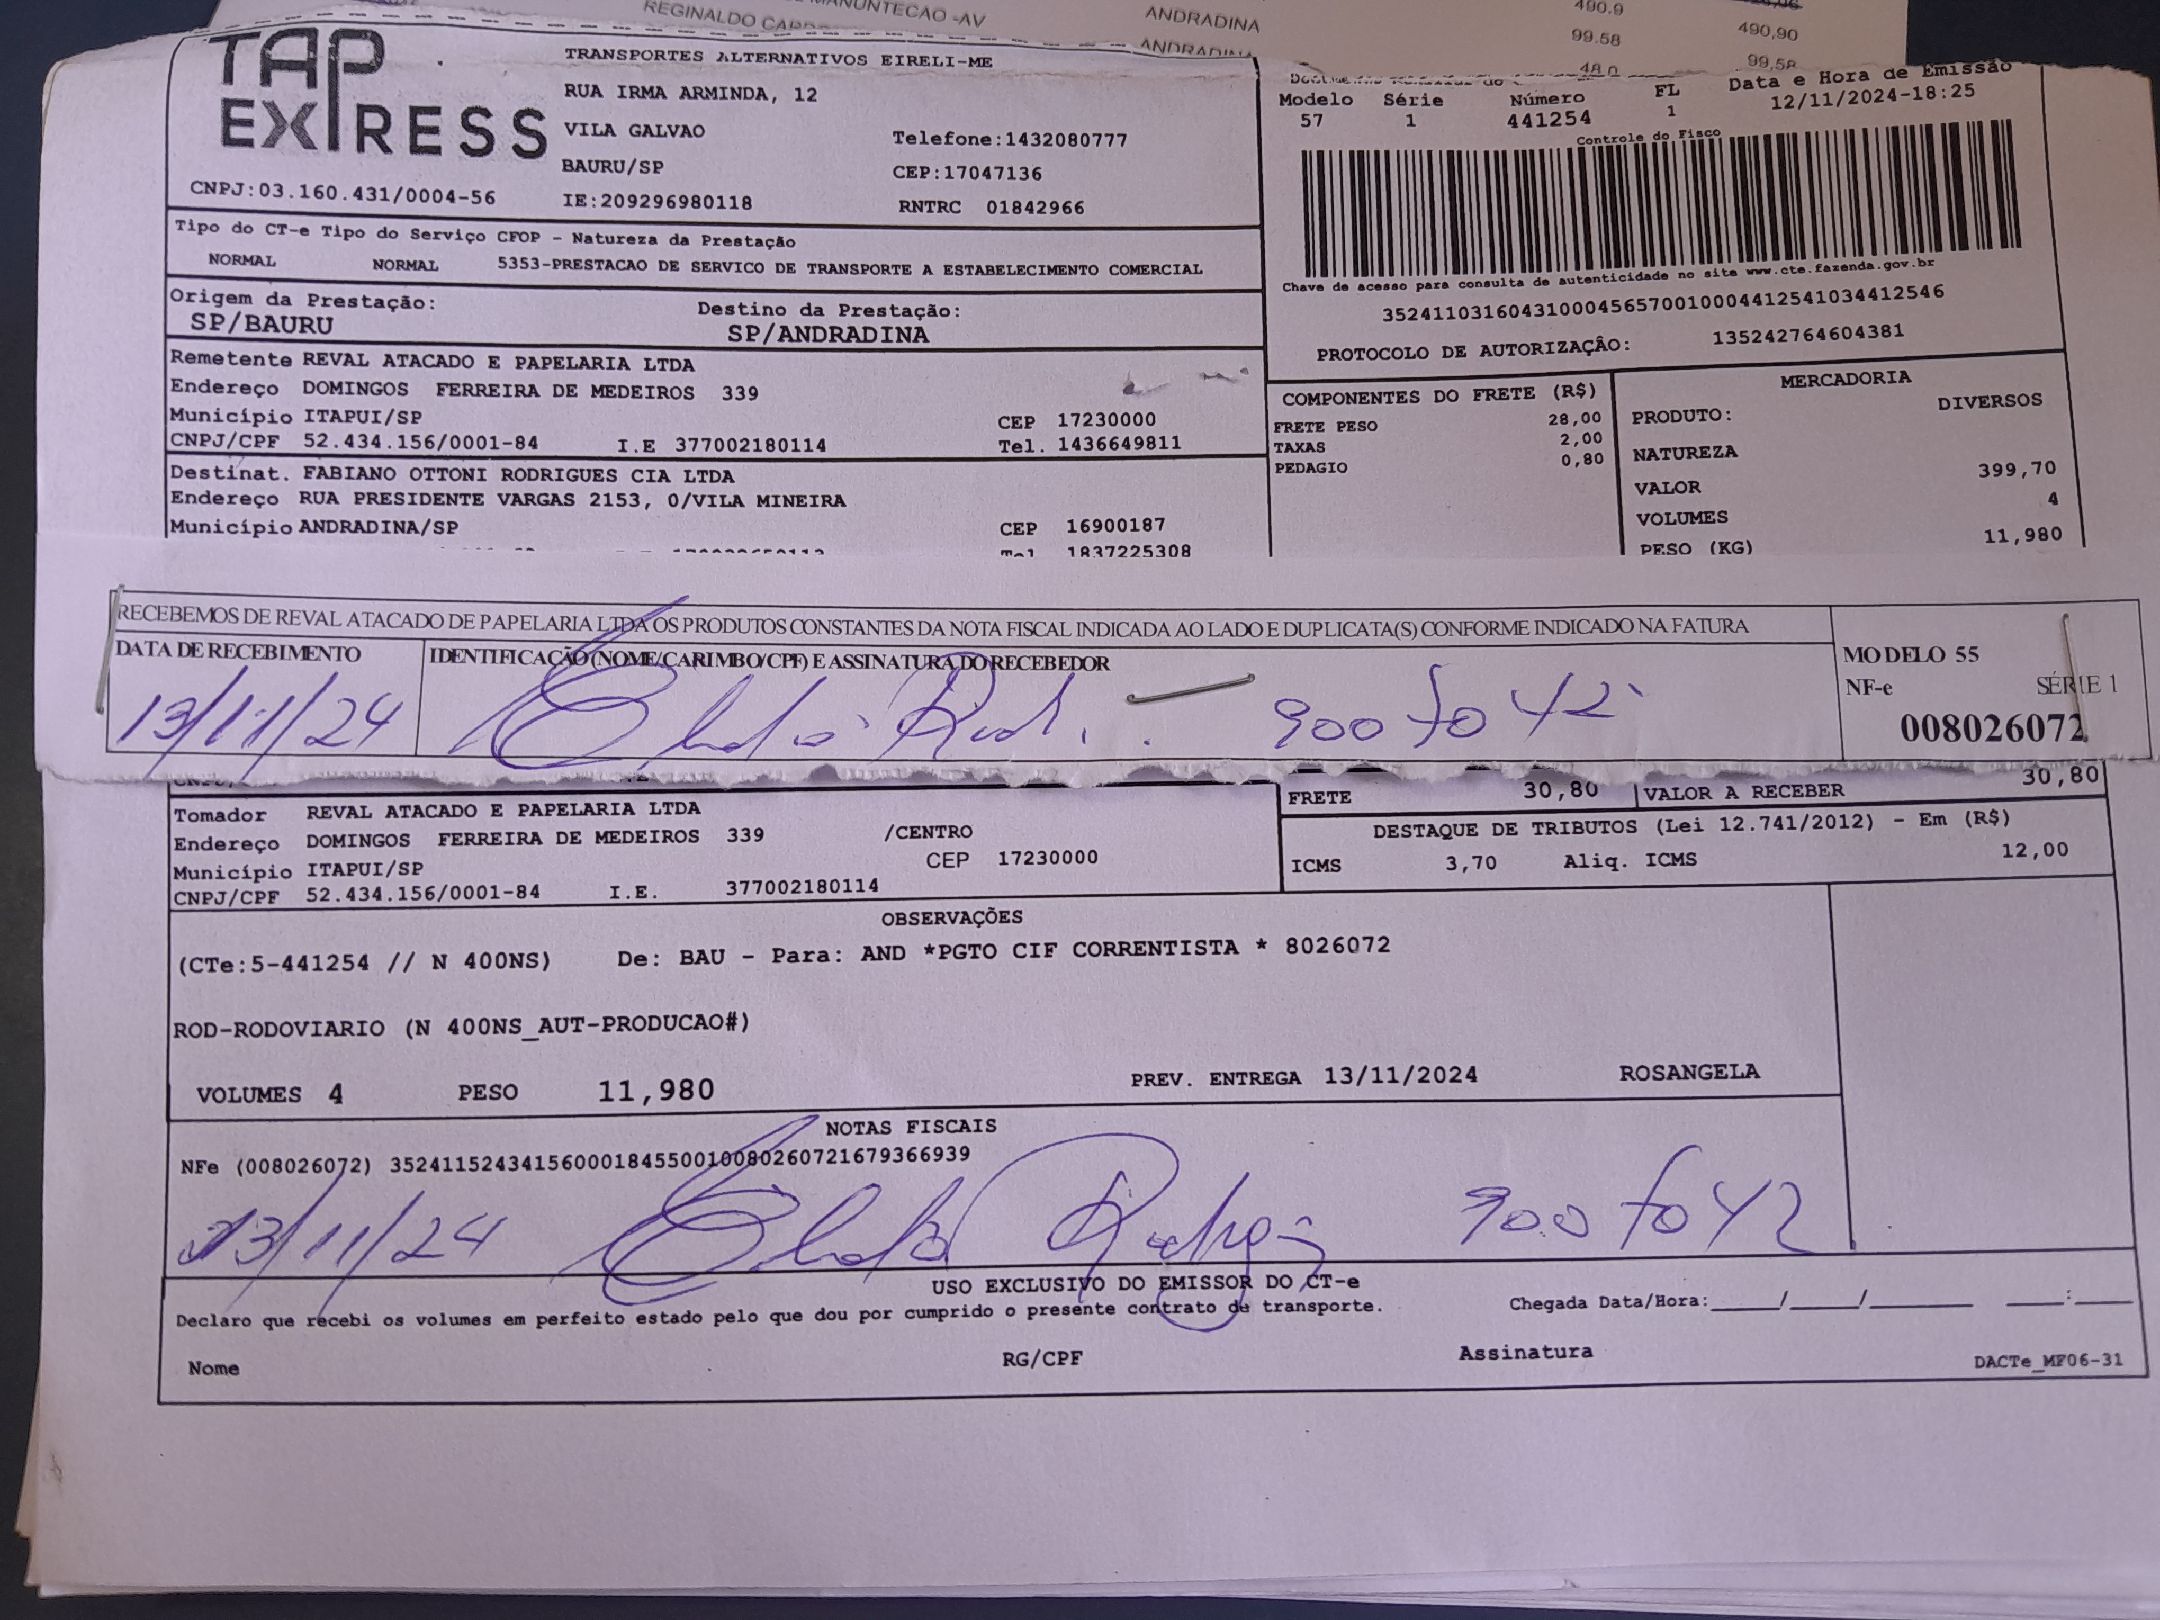 MANUNTECAO -AV ANDRADINA 490.9 490,90
REGINALDO ANDRADINA 99.58 99,58
TAP EXPRESS
TRANSPORTES ALTERNATIVOS EIRELI-ME
RUA IRMA ARMINDA, 12
VILA GALVAO Telefone:1432080777
BAURU/SP CEP:17047136
CNPJ:03.160.431/0004-56 IE:209296980118 RNTRC 01842966
Modelo Série Número FL Data e Hora de Emissão
57 1 441254 1 12/11/2024-18:25
Controle do Fisco
Chave de acesso para consulta de autenticidade no site www.cte.fazenda.gov.br
35241103160431000456570010004412541034412546
PROTOCOLO DE AUTORIZAÇÂO: 135242764604381
Tipo do CT-e Tipo do Serviço CFOP - Natureza da Prestação
NORMAL NORMAL 5353-PRESTACAO DE SERVICO DE TRANSPORTE A ESTABELECIMENTO COMERCIAL
Origem da Prestação: Destino da Prestação:
SP/BAURU SP/ANDRADINA
Remetente REVAL ATACADO E PAPELARIA LTDA
Endereço DOMINGOS FERREIRA DE MEDEIROS 339
Município ITAPUI/SP CEP 17230000
CNPJ/CPF 52.434.156/0001-84 I.E 377002180114 Tel. 1436649811
Destinat. FABIANO OTTONI RODRIGUES CIA LTDA
Endereço RUA PRESIDENTE VARGAS 2153, 0/VILA MINEIRA
Município ANDRADINA/SP CEP 16900187
Tel 1837225308
COMPONENTES DO FRETE (R$)
FRETE PESO 28,00
TAXAS 2,00
PEDAGIO 0,80
MERCADORIA
PRODUTO: DIVERSOS
NATUREZA
VALOR 399,70
VOLUMES 4
PESO (KG) 11,980
RECEBEMOS DE REVAL ATACADO DE PAPELARIA LTDA OS PRODUTOS CONSTANTES DA NOTA FISCAL INDICADA AO LADO E DUPLICATA(S) CONFORME INDICADO NA FATURA
DATA DE RECEBIMENTO IDENTIFICAÇÃO (NOME/CARIMBO/CPF) E ASSINATURA DO RECEBEDOR
13/11/24
MODELO 55
NF-e SÉRIE 1
008026072
FRETE 30,80 VALOR A RECEBER 30,80
Tomador REVAL ATACADO E PAPELARIA LTDA
Endereço DOMINGOS FERREIRA DE MEDEIROS 339 /CENTRO
Município ITAPUI/SP CEP 17230000
CNPJ/CPF 52.434.156/0001-84 I.E. 377002180114
DESTAQUE DE TRIBUTOS (Lei 12.741/2012) - Em (R$)
ICMS 3,70 Aliq. ICMS 12,00
OBSERVAÇÕES
(CTe:5-441254 // N 400NS) De: BAU - Para: AND *PGTO CIF CORRENTISTA * 8026072
ROD-RODOVIARIO (N 400NS_AUT-PRODUCAO#)
VOLUMES 4 PESO 11,980 PREV. ENTREGA 13/11/2024 ROSANGELA
NOTAS FISCAIS
NFe (008026072) 35241152434156000184550010080260721679366939
13/11/24
USO EXCLUSIVO DO EMISSOR DO CT-e
Declaro que recebi os volumes em perfeito estado pelo que dou por cumprido o presente contrato de transporte. Chegada Data/Hora:_____/_____/_________ ____:_____
Nome RG/CPF Assinatura
DACTe_MF06-31